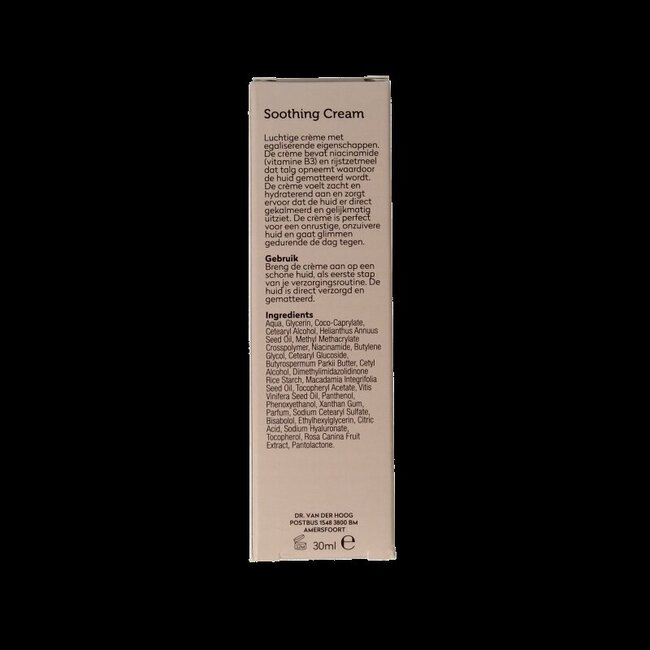 Soothing Cream
Luchtige crème met
egaliserende eigenschappen.
De crème bevat niacinamide
(vitamine B3) en rijstzetmeel
dat talg opneemt waardoor
de huid gematteerd wordt.
De crème voelt zacht en
hydraterend aan en zorgt
ervoor dat de huid er direct
gekalmeerd en gelijkmatig
uitziet. De crème is perfect
voor een onrustige, onzuivere
huid en gaat glimmen
gedurende de dag tegen.
Gebruik
Breng de crème aan op een
schone huid, als eerste stap
van je verzorgingsroutine. De
huid is direct verzorgd en
gematteerd.
Ingredients
Aqua, Glycerin, Coco-Caprylate,
Cetearyl Alcohol, Helianthus Annuus
Seed Oil, Methyl Methacrylate
Crosspolymer, Niacinamide, Butylene
Glycol, Cetearyl Glucoside,
Butyrospermum Parkii Butter, Cetyl
Alcohol, Dimethylimidazolidinone
Rice Starch, Macadamia Integrifolia
Seed Oil, Tocopheryl Acetate, Vitis
Vinifera Seed Oil, Panthenol,
Phenoxyethanol, Xanthan Gum,
Parfum, Sodium Cetearyl Sulfate,
Bisabolol, Ethylhexylglycerin, Citric
Acid, Sodium Hyaluronate,
Tocopherol, Rosa Canina Fruit
Extract, Pantolactone.
DR. VAN DER HOOG
POSTBUS 1548 3800 BM
AMERSFOORT
30ml e